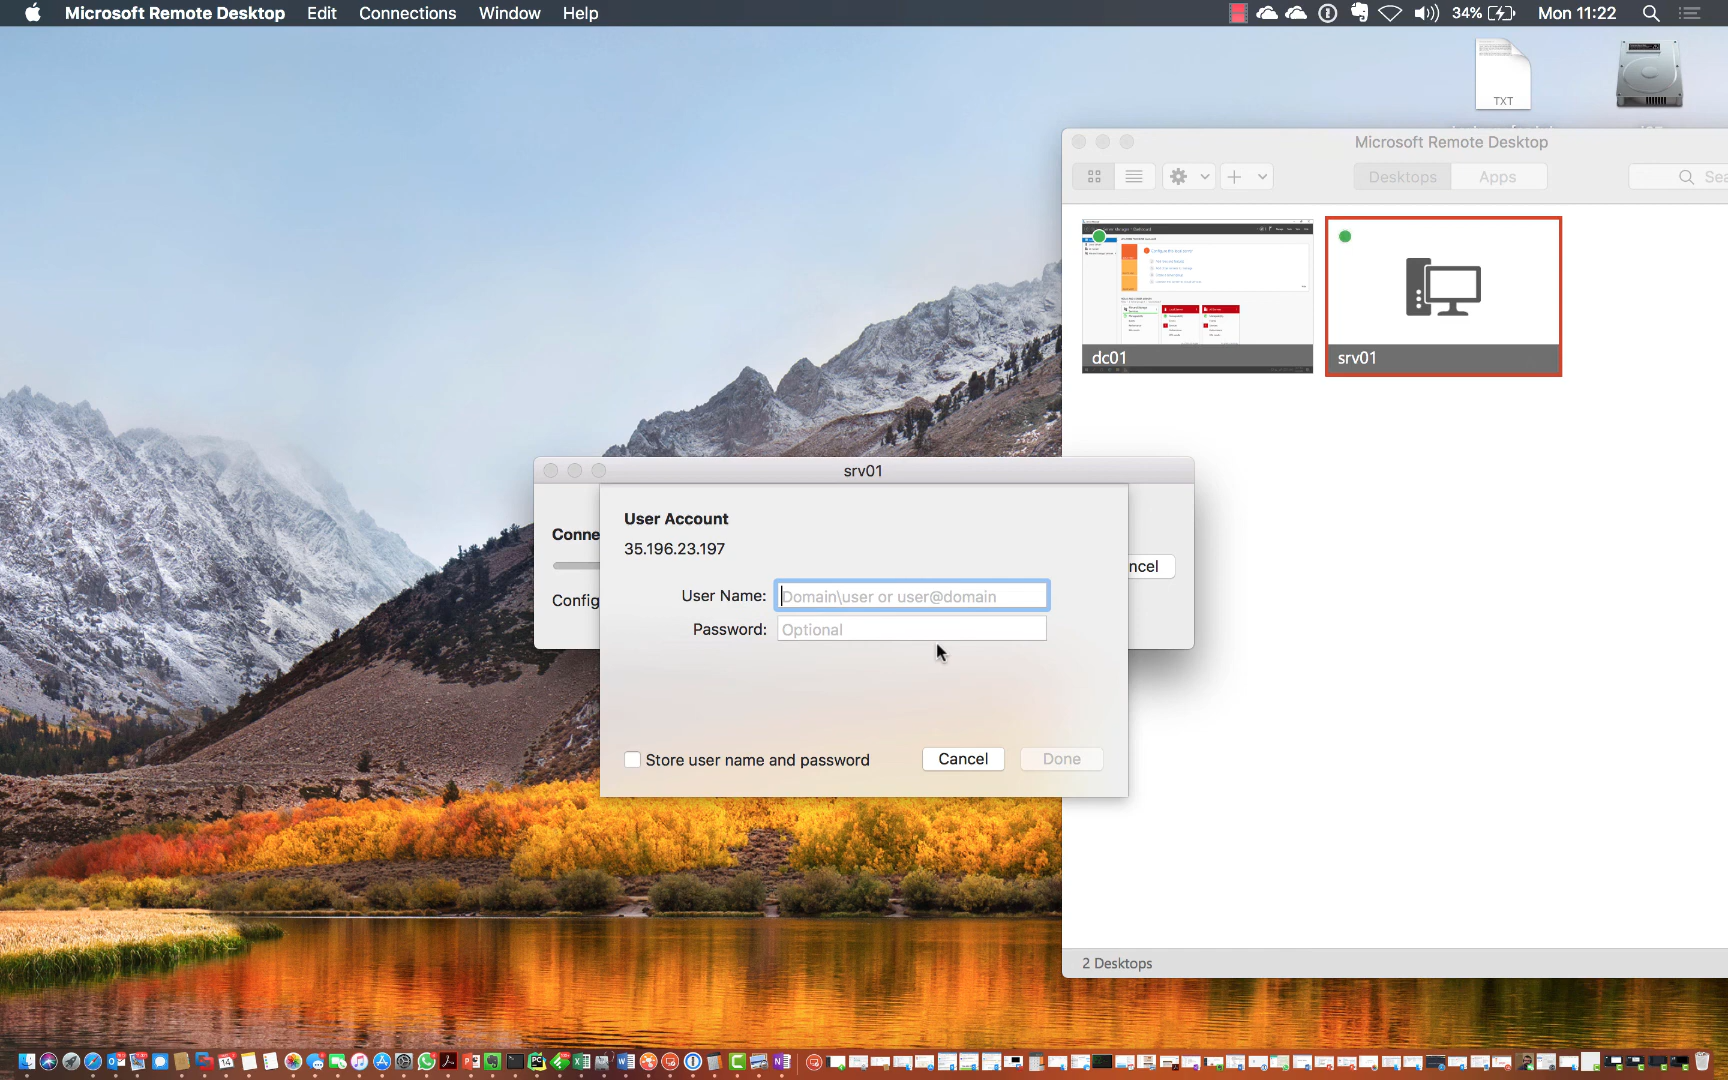 Microsoft Remote Desktop Edit Connections Window Help 34% Mon 11:22
TXT
Microsoft Remote Desktop
Desktops Apps Sea
dc01 srv01
srv01
User Account
Conne
35.196.23.197
ncel
User Name: Domain\user or user@domain
Config
Password: Optional
Store user name and password Cancel Done
2 Desktops